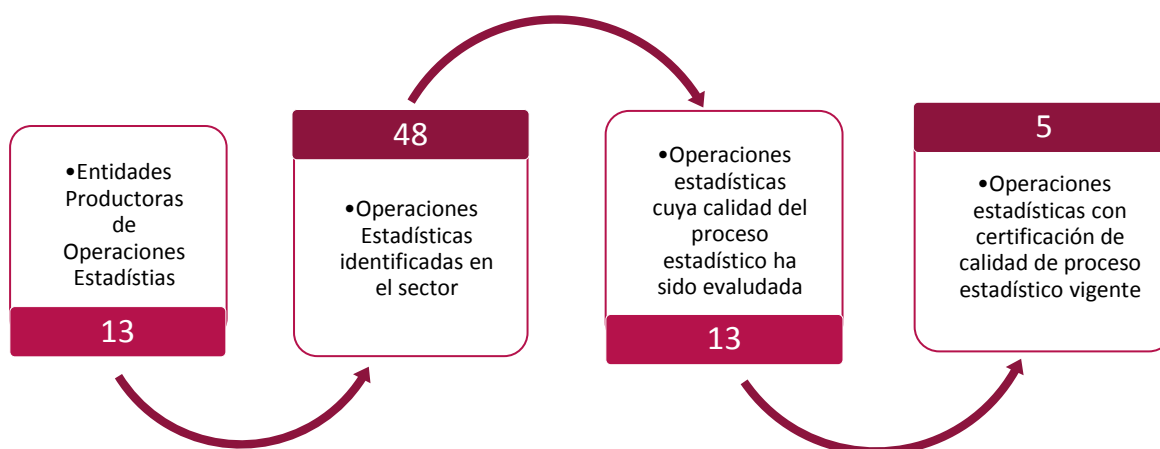 •Entidades
Productoras
de
Operaciones
Estadístias
13
48
•Operaciones
Estadísticas
identificadas en
el sector
•Operaciones
estadísticas
cuya calidad del
proceso
estadístico ha
sido evaludada
13
5
•Operaciones
estadísticas con
certificación de
calidad de proceso
estadístico vigente